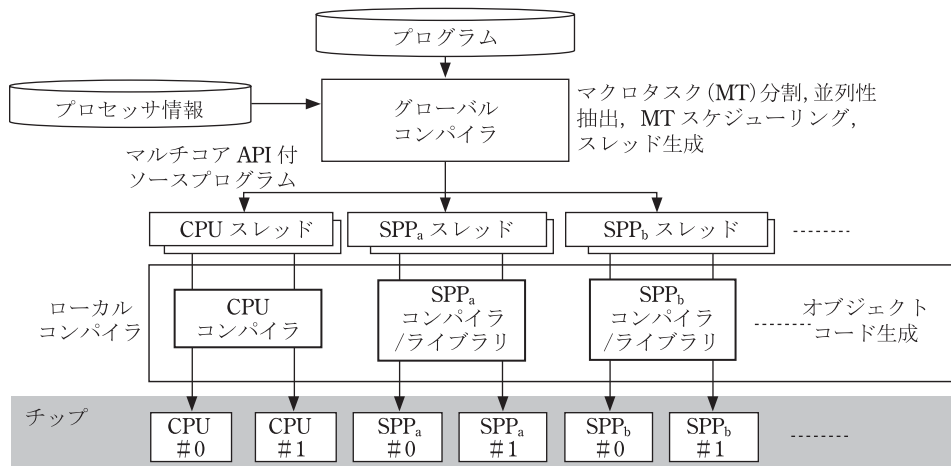 プログラム
プロセッサ情報
グローバル
コンパイラ
マクロタスク(MT)分割, 並列性
抽出, MT スケジューリング,
スレッド生成
マルチコア API 付
ソースプログラム
CPU スレッド
SPPa スレッド
SPPb スレッド
ローカル
コンパイラ
CPU
コンパイラ
SPPa
コンパイラ
/ライブラリ
SPPb
コンパイラ
/ライブラリ
オブジェクト
コード生成
チップ
CPU
#0
CPU
#1
SPPa
#0
SPPa
#1
SPPb
#0
SPPb
#1